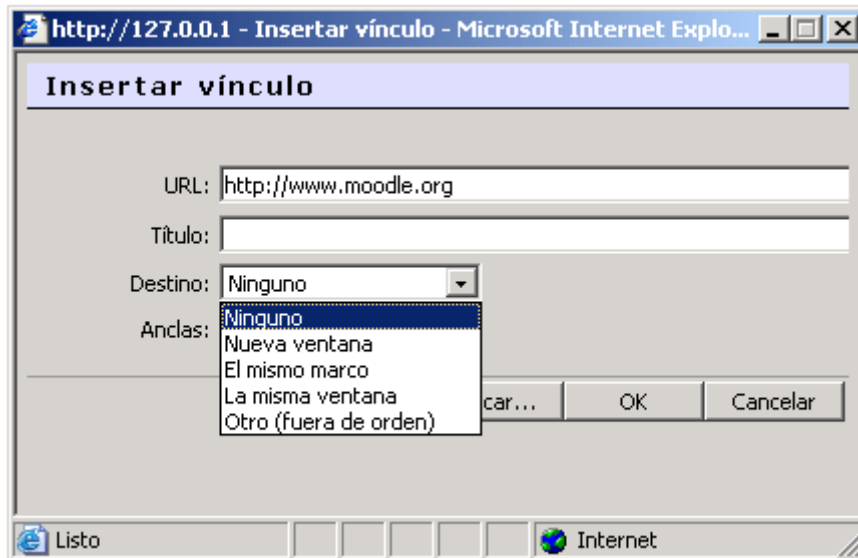 http://127.0.0.1 - Insertar vínculo - Microsoft Internet Explo...
Insertar vínculo
URL: http://www.moodle.org
Título:
Destino: Ninguno
Anclas: Ninguno
Nueva ventana
El mismo marco
La misma ventana
car... OK Cancelar
Otro (fuera de orden)
Listo Internet